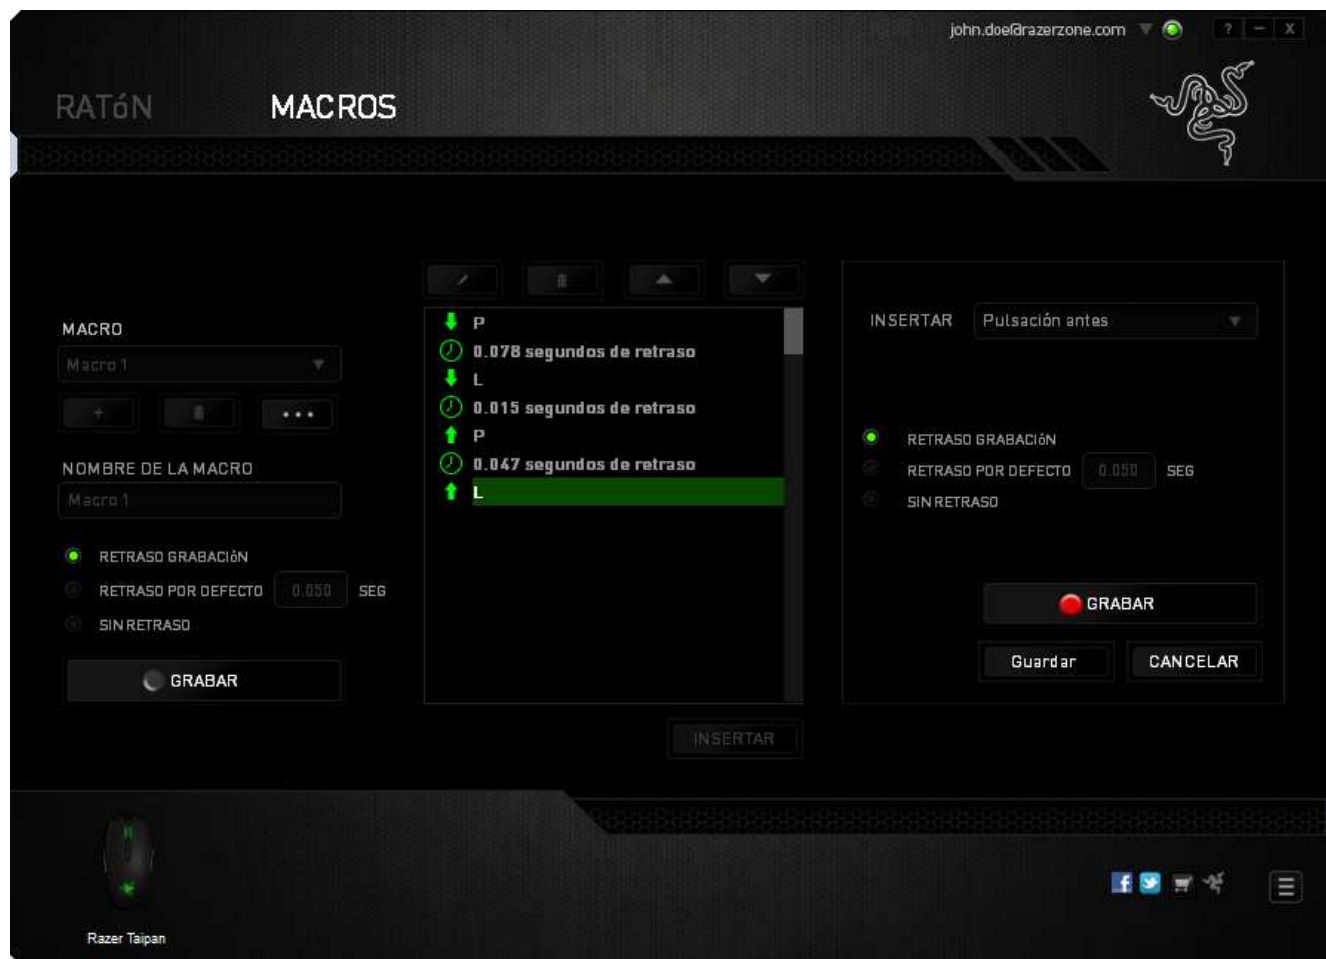 john.doe@razerzone.com ? – X
RATóN MACROS
MACRO
Macro 1
NOMBRE DE LA MACRO
Macro 1
RETRASO GRABACIóN
RETRASO POR DEFECTO 0.050 SEG
SIN RETRASO
GRABAR
P
0.078 segundos de retraso
L
0.015 segundos de retraso
P
0.047 segundos de retraso
L
INSERTAR
INSERTAR Pulsación antes
RETRASO GRABACIóN
RETRASO POR DEFECTO 0.050 SEG
SIN RETRASO
GRABAR
Guardar CANCELAR
Razer Taipan